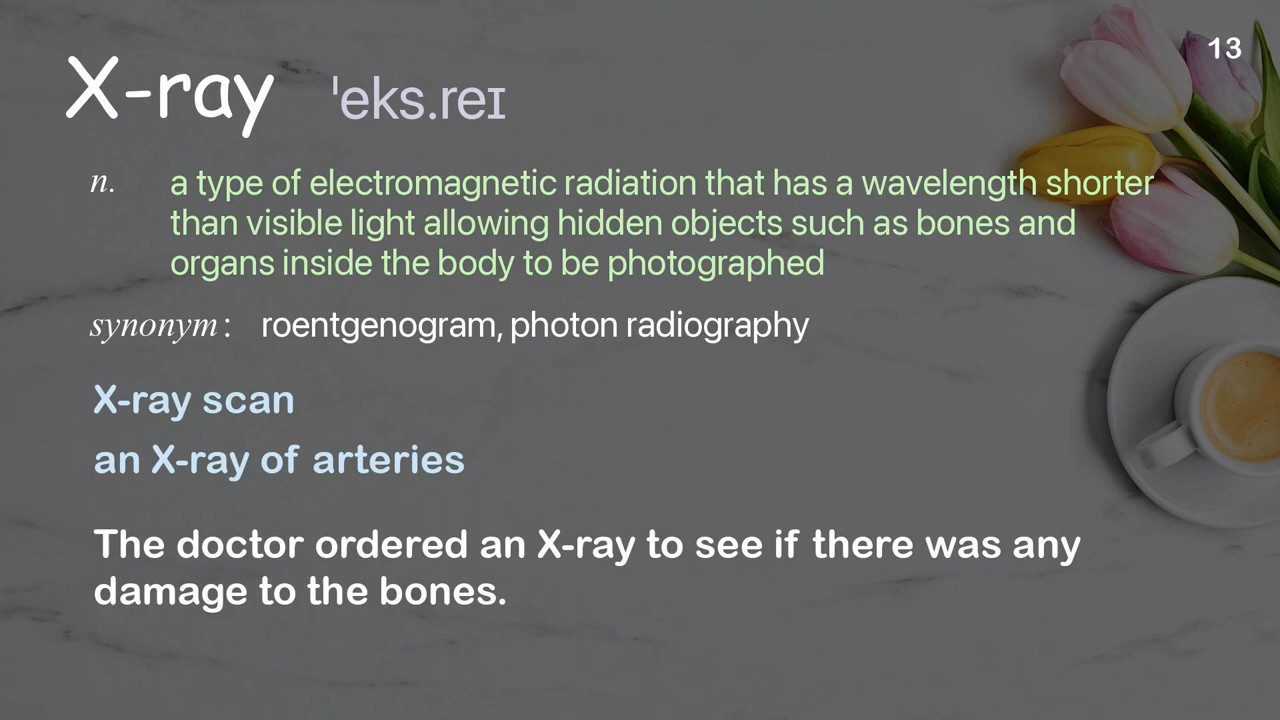 13
X-ray ˈeks.reɪ
n. a type of electromagnetic radiation that has a wavelength shorter
than visible light allowing hidden objects such as bones and
organs inside the body to be photographed
synonym: roentgenogram, photon radiography
X-ray scan
an X-ray of arteries
The doctor ordered an X-ray to see if there was any
damage to the bones.